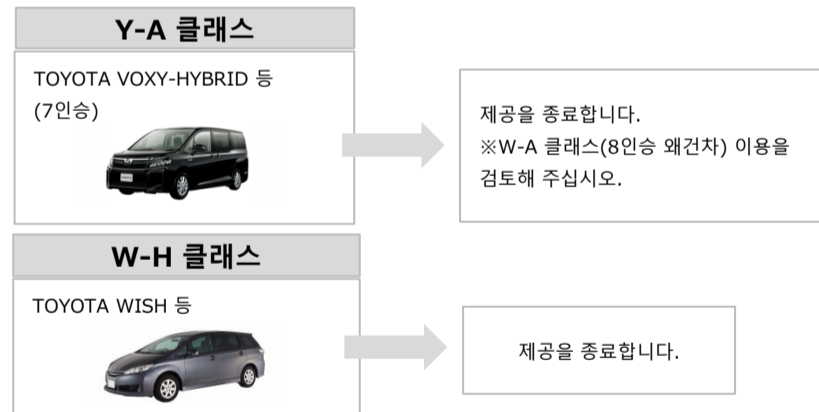 Y-A 클래스
TOYOTA VOXY-HYBRID 등
(7인승)
제공을 종료합니다.
※W-A 클래스(8인승 왜건차) 이용을
검토해 주십시오.
W-H 클래스
TOYOTA WISH 등
제공을 종료합니다.